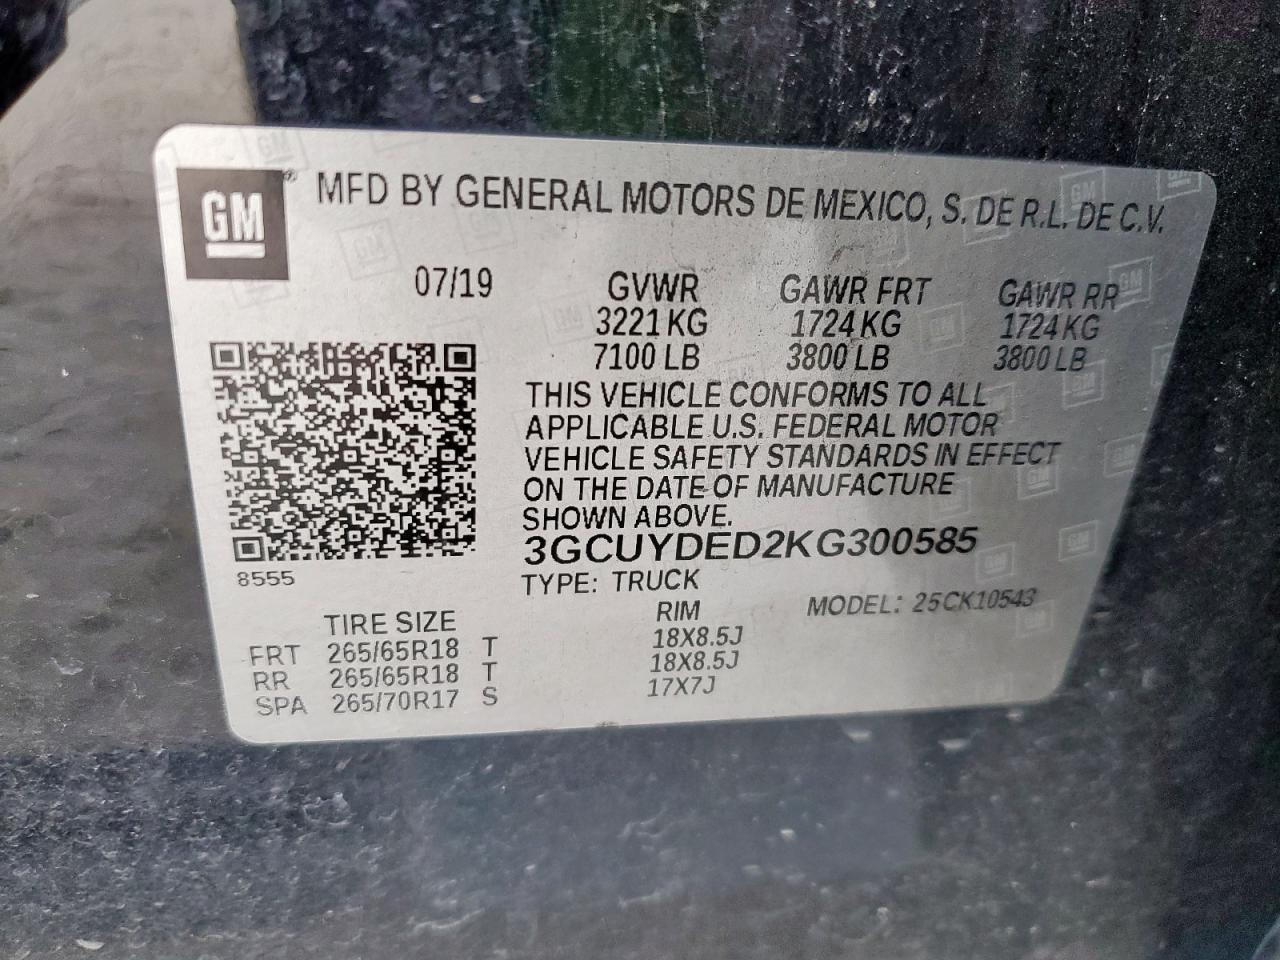 GM ® MFD BY GENERAL MOTORS DE MEXICO, S. DE R.L. DE C.V.
07/19 GVWR GAWR FRT GAWR RR
3221 KG 1724 KG 1724 KG
7100 LB 3800 LB 3800 LB
THIS VEHICLE CONFORMS TO ALL
APPLICABLE U.S. FEDERAL MOTOR
VEHICLE SAFETY STANDARDS IN EFFECT
ON THE DATE OF MANUFACTURE
SHOWN ABOVE.
3GCUYDED2KG300585
8555
TYPE: TRUCK
TIRE SIZE RIM MODEL: 25CK10543
FRT 265/65R18 T 18X8.5J
RR 265/65R18 T 18X8.5J
SPA 265/70R17 S 17X7J